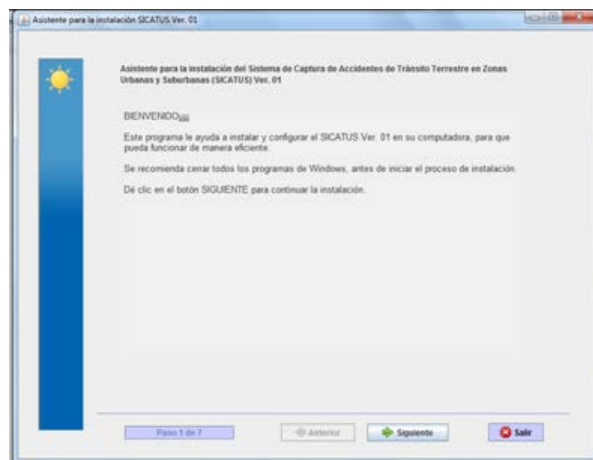 Asistente para la instalación SICATUS Ver. 01
Asistente para la instalación del Sistema de Captura de Accidentes de Tránsito Terrestre en Zonas
Urbanas y Suburbanas (SICATUS) Ver. 01
BIENVENIDO
Este programa le ayuda a instalar y configurar el SICATUS Ver. 01 en su computadora, para que
pueda funcionar de manera eficiente.
Se recomienda cerrar todos los programas de Windows, antes de iniciar el proceso de instalación.
Dé clic en el botón SIGUIENTE para continuar la instalación.
Paso 1 de 7
Anterior
Siguiente
Salir